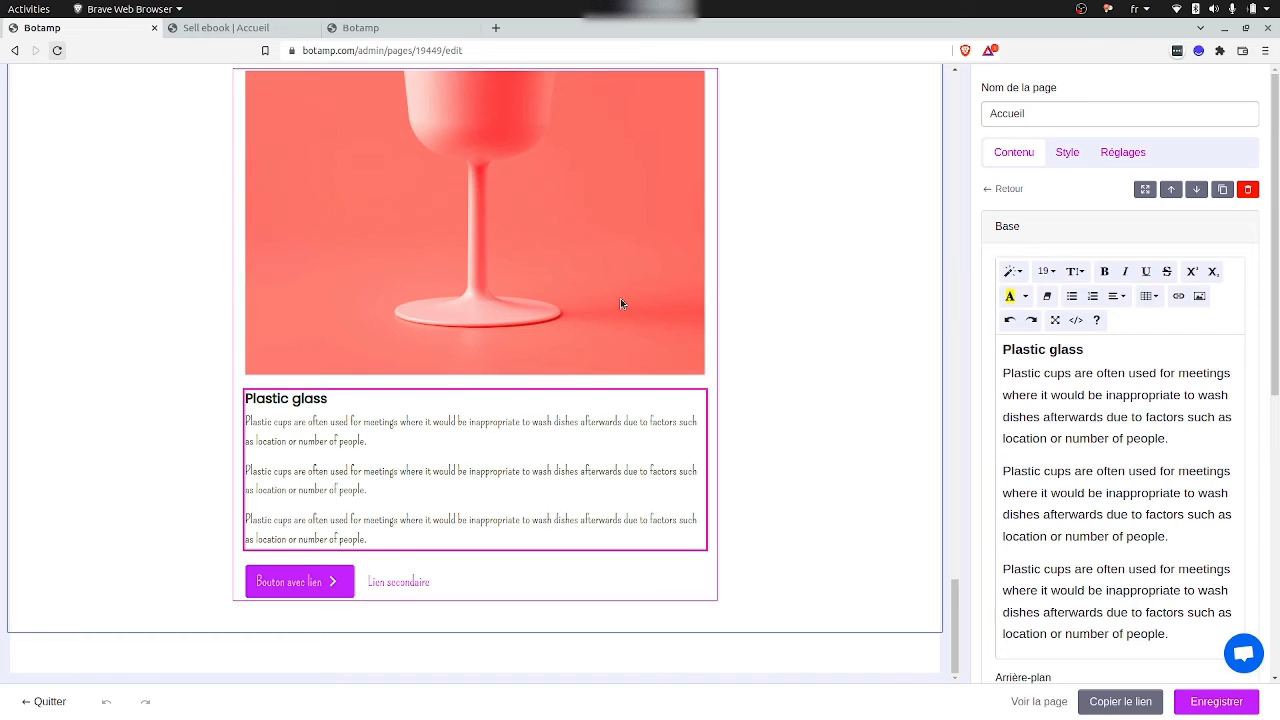 Activities
Brave Web Browser
fr
Botamp
Sell ebook | Accueil
Botamp
botamp.com/admin/pages/19449/edit
Plastic glass
Plastic cups are often used for meetings where it would be inappropriate to wash dishes afterwards due to factors such
as location or number of people.
Plastic cups are often used for meetings where it would be inappropriate to wash dishes afterwards due to factors such
as location or number of people.
Plastic cups are often used for meetings where it would be inappropriate to wash dishes afterwards due to factors such
as location or number of people.
Bouton avec lien
Lien secondaire
Nom de la page
Accueil
Contenu
Style
Réglages
← Retour
Base
19
B I U S X² X₂
A
</> ?
Plastic glass
Plastic cups are often used for meetings
where it would be inappropriate to wash
dishes afterwards due to factors such as
location or number of people.
Plastic cups are often used for meetings
where it would be inappropriate to wash
dishes afterwards due to factors such as
location or number of people.
Plastic cups are often used for meetings
where it would be inappropriate to wash
dishes afterwards due to factors such as
location or number of people.
Arrière-plan
← Quitter
Voir la page
Copier le lien
Enregistrer